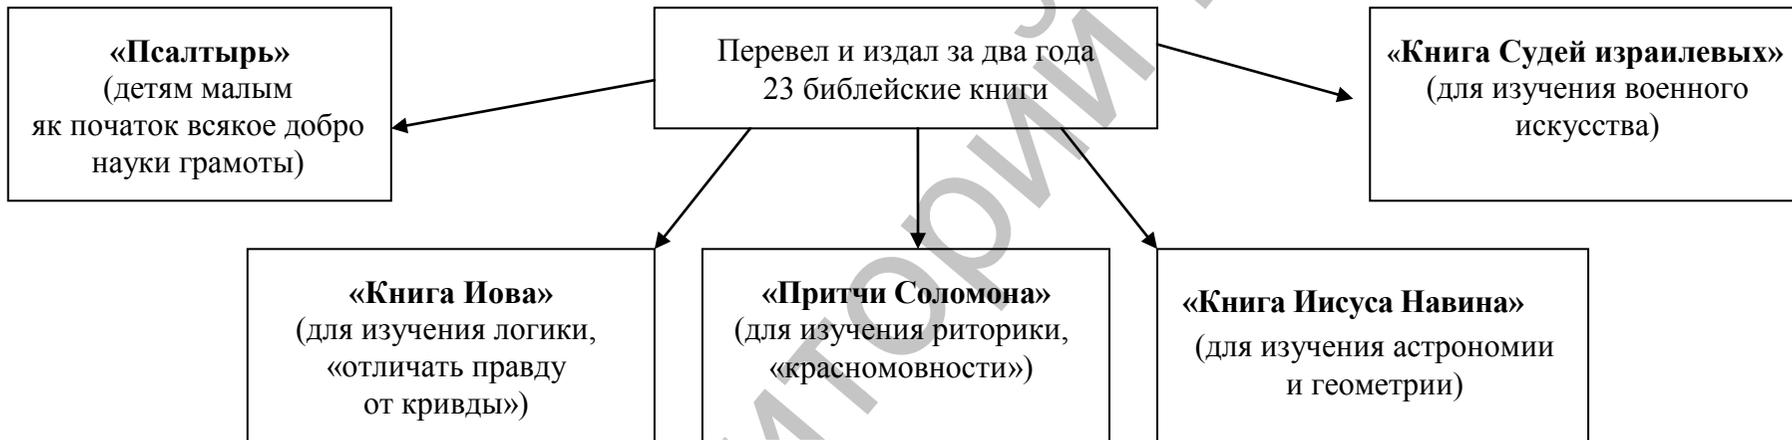 «Псалтырь»
(детям малым
як початок всякое добро
науки грамоты)
Перевел и издал за два года
23 библейские книги
«Книга Судей израилевых»
(для изучения военного
искусства)
«Книга Иова»
(для изучения логики,
«отличать правду
от кривды»)
«Притчи Соломона»
(для изучения риторики,
«красномовности»)
«Книга Иисуса Навина»
(для изучения астрономии
и геометрии)